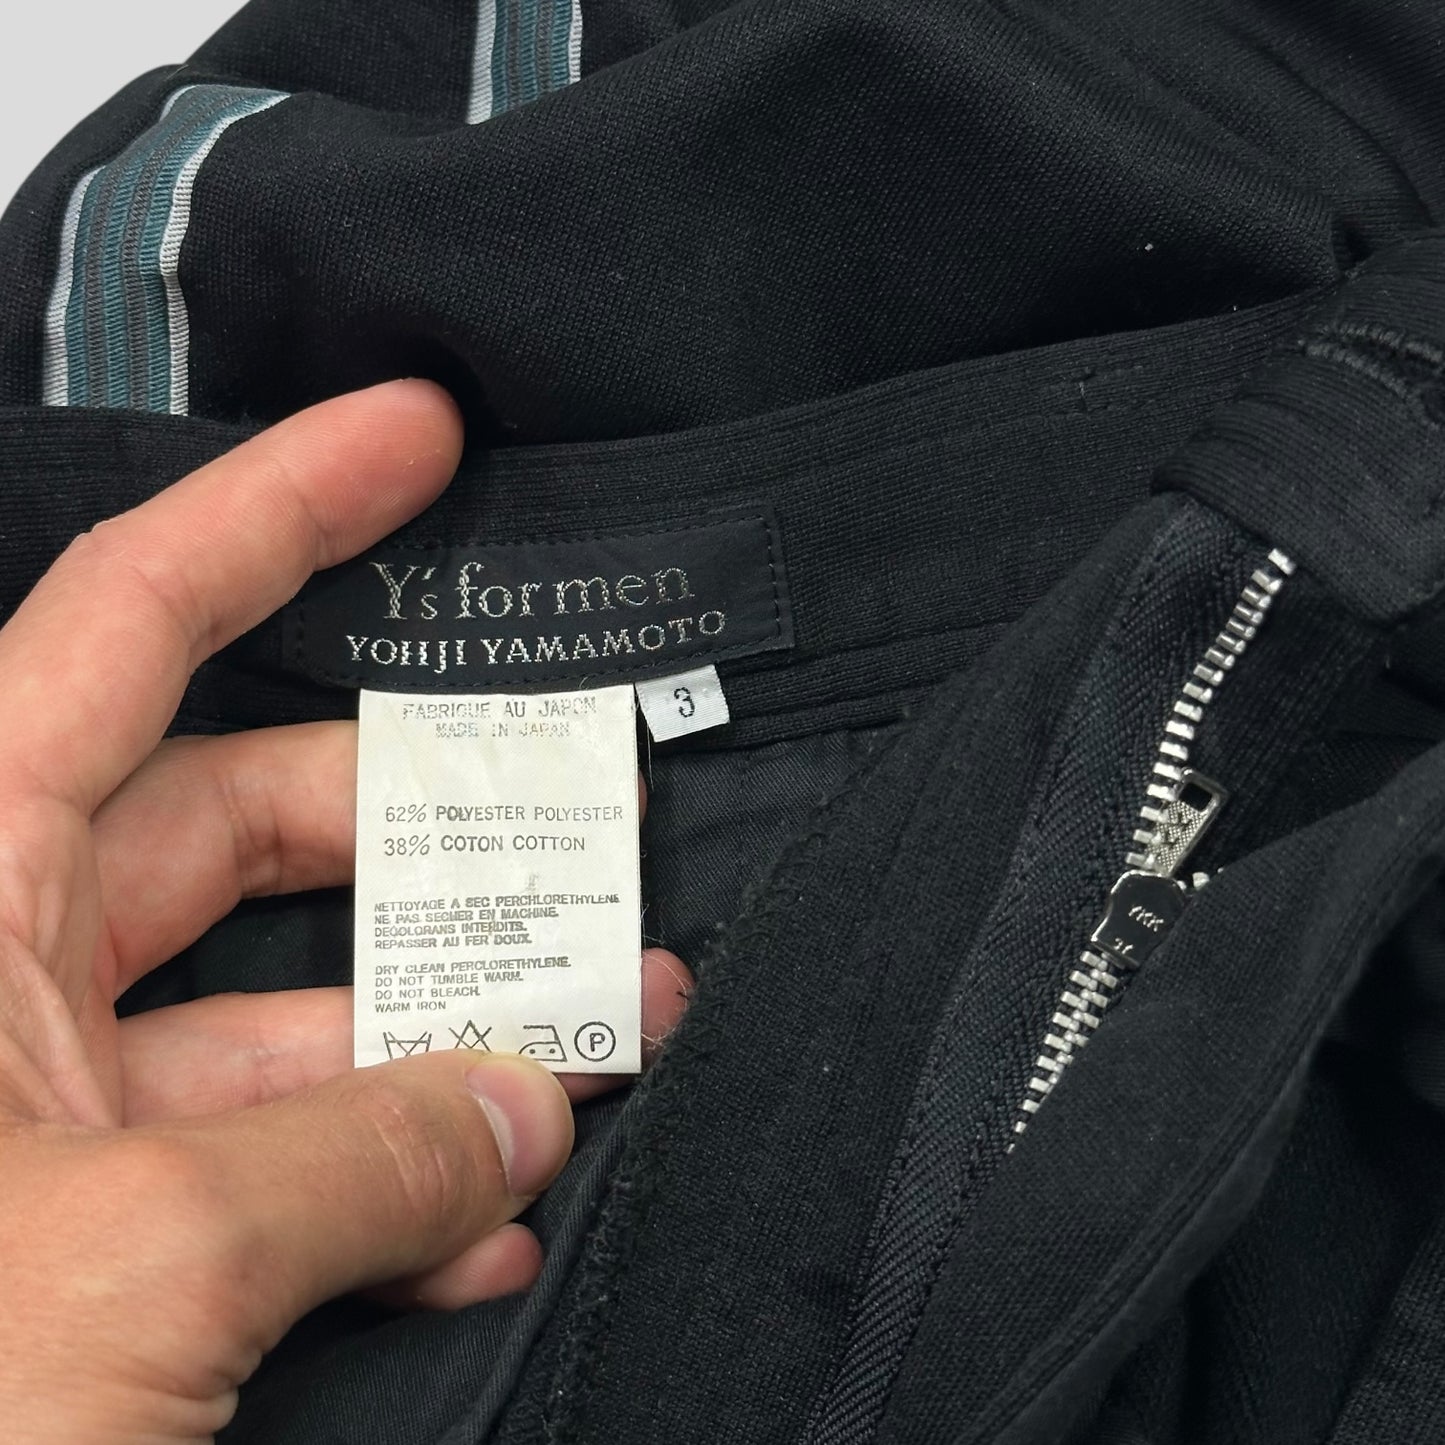 Y's for men
YOHJI YAMAMOTO
3
FABRIQUE AU JAPON
MADE IN JAPAN
62% POLYESTER POLYESTER
38% COTON COTTON
NETTOYAGE A SEC PERCHLORETHYLENE
NE PAS SECHER EN MACHINE.
DECOLORANS INTERDITS.
REPASSER AU FER DOUX.
DRY CLEAN PERCLORETHYLENE.
DO NOT TUMBLE WARM.
DO NOT BLEACH.
WARM IRON
P
YKK